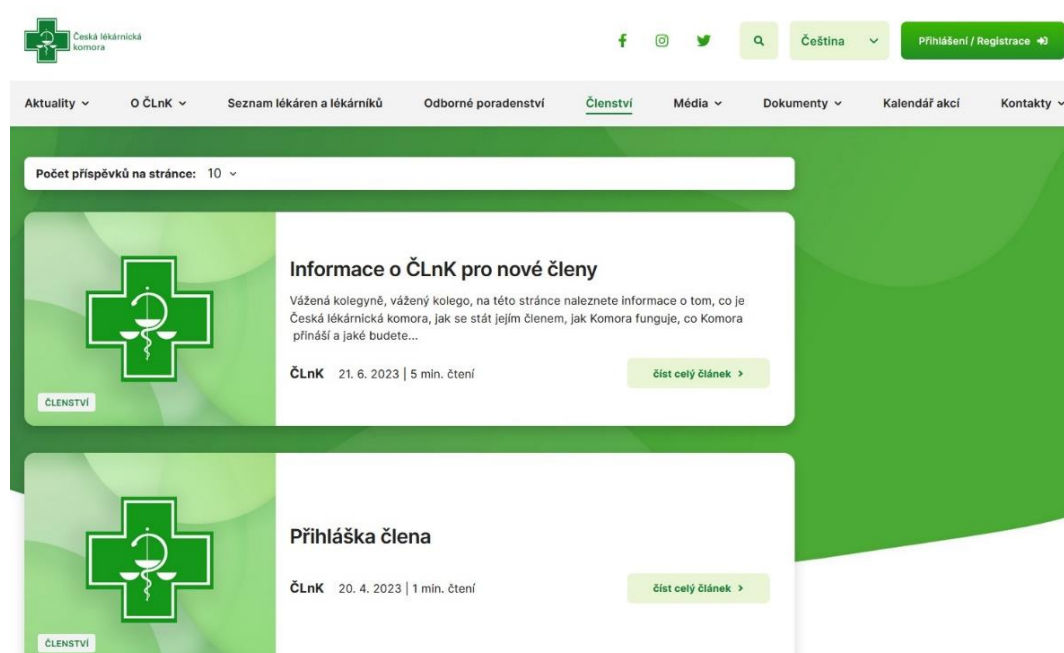 Česká lékárnická
komora
Čeština
Přihlášení / Registrace
Aktuality
O ČLnK
Seznam lékáren a lékárníků
Odborné poradenství
Členství
Média
Dokumenty
Kalendář akcí
Kontakty
Počet příspěvků na stránce: 10
Informace o ČLnK pro nové členy
Vážená kolegyně, vážený kolego, na této stránce naleznete informace o tom, co je
Česká lékárnická komora, jak se stát jejím členem, jak Komora funguje, co Komora
přináší a jaké budete...
ČLnK 21. 6. 2023 | 5 min. čtení
číst celý článek
ČLENSTVÍ
Přihláška člena
ČLnK 20. 4. 2023 | 1 min. čtení
číst celý článek
ČLENSTVÍ